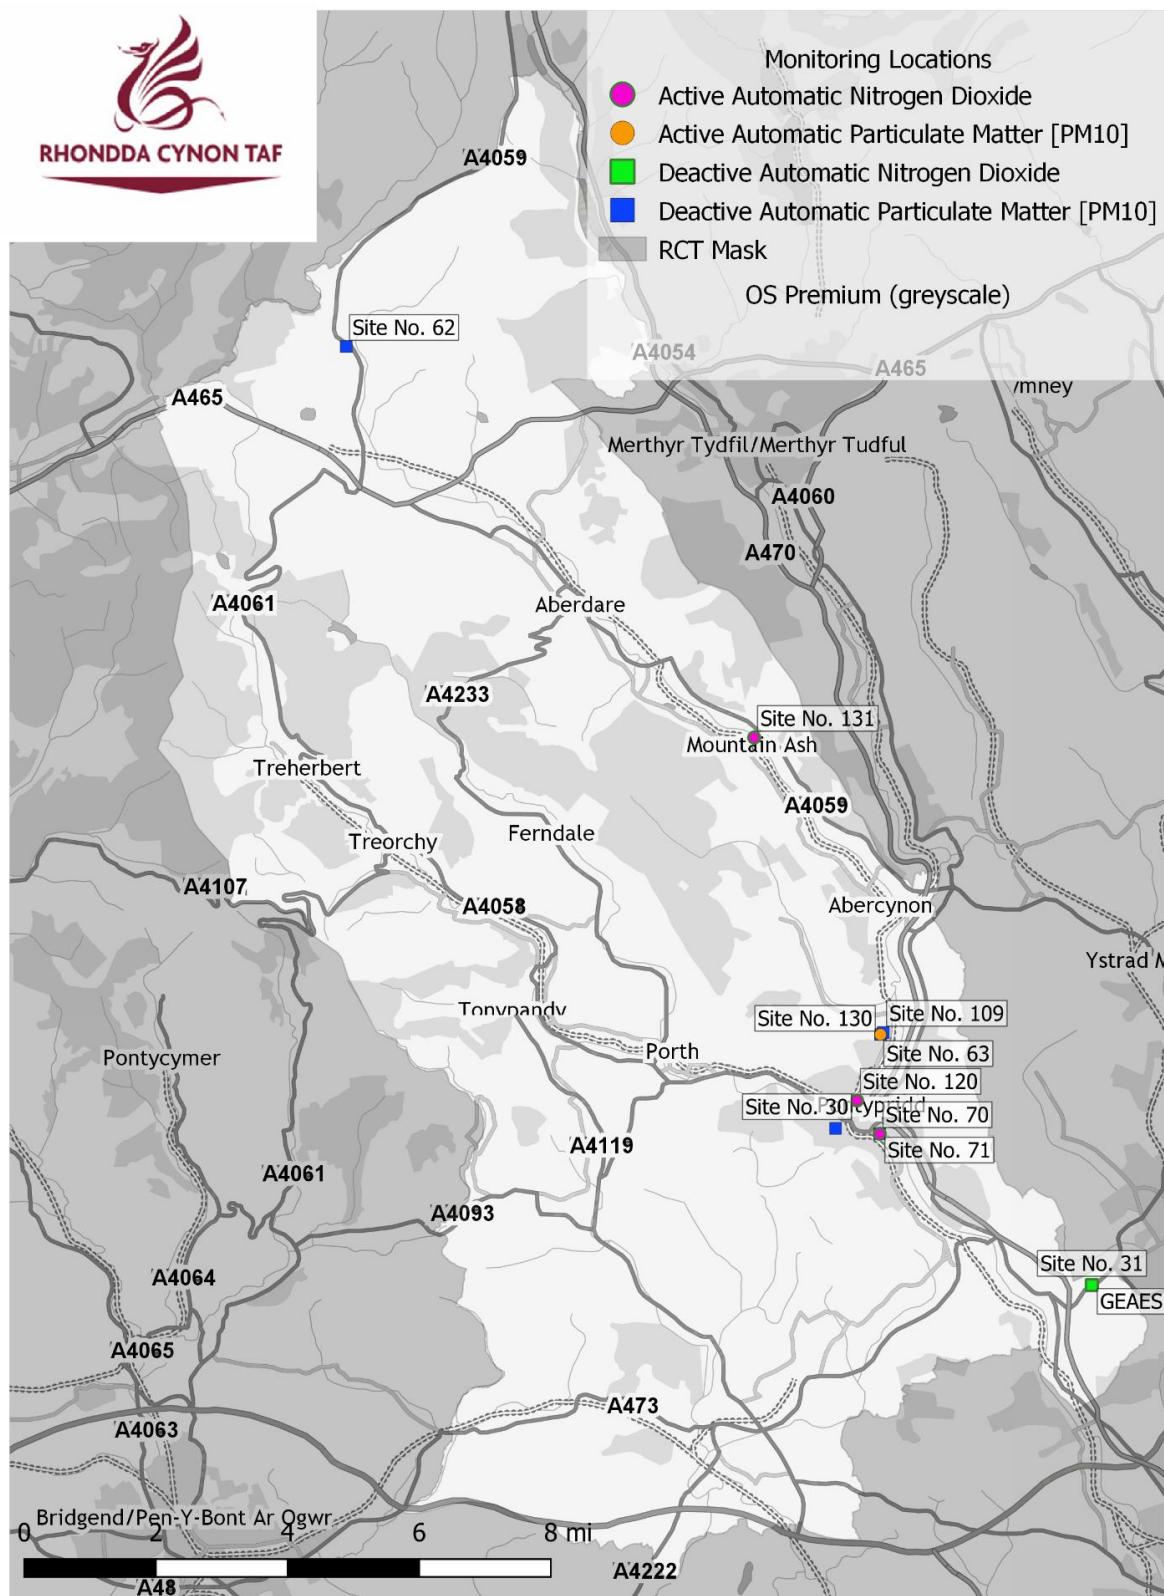 RHONDDA CYNON TAF
Monitoring Locations
Active Automatic Nitrogen Dioxide
Active Automatic Particulate Matter [PM10]
Deactive Automatic Nitrogen Dioxide
Deactive Automatic Particulate Matter [PM10]
RCT Mask
OS Premium (greyscale)
A4059
Site No. 62
A4054
A465
A465
ymney
Merthyr Tydfil/Merthyr Tudful
A4060
A470
A4061
Aberdare
A4233
Site No. 131
Mountain Ash
Treherbert
A4059
Treorchy
Ferndale
A4107
A4058
Abercynon
Ystrad M
Tonypandy
Site No. 130
Site No. 109
Pontycymer
Porth
Site No. 63
Site No. 120
Site No. 30
Pontypridd
Site No. 70
A4119
Site No. 71
A4061
A4093
Site No. 31
A4064
GEAES
A4065
A473
A4063
Bridgend/Pen-Y-Bont Ar Ogwr
0 2 4 6 8 mi
A4222
A48